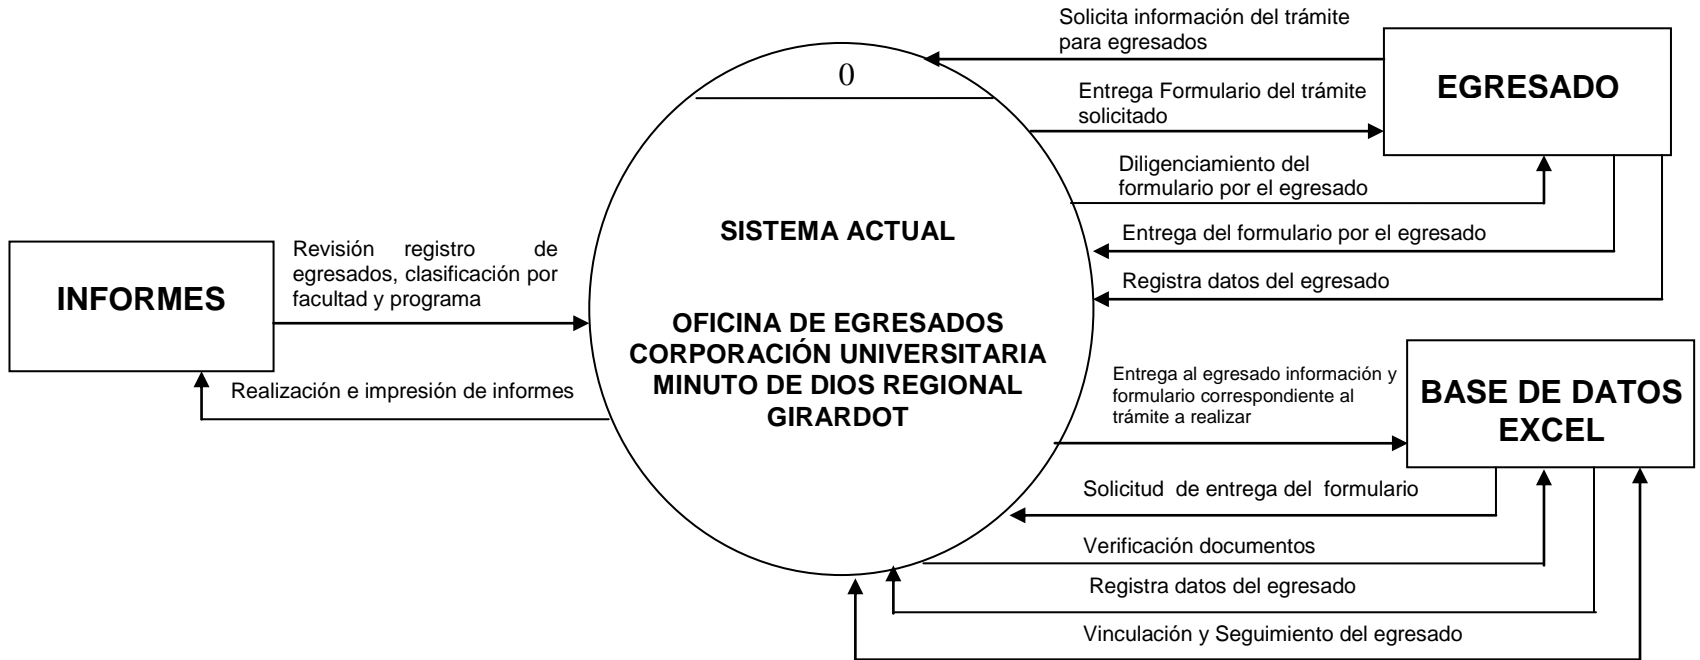 Solicita información del trámite
para egresados
0
EGRESADO
Entrega Formulario del trámite
solicitado
Diligenciamiento del
formulario por el egresado
SISTEMA ACTUAL
Entrega del formulario por el egresado
Revisión registro de
egresados, clasificación por
facultad y programa
Registra datos del egresado
INFORMES
OFICINA DE EGRESADOS
CORPORACIÓN UNIVERSITARIA
MINUTO DE DIOS REGIONAL
GIRARDOT
Realización e impresión de informes
Entrega al egresado información y
formulario correspondiente al
trámite a realizar
BASE DE DATOS
EXCEL
Solicitud de entrega del formulario
Verificación documentos
Registra datos del egresado
Vinculación y Seguimiento del egresado